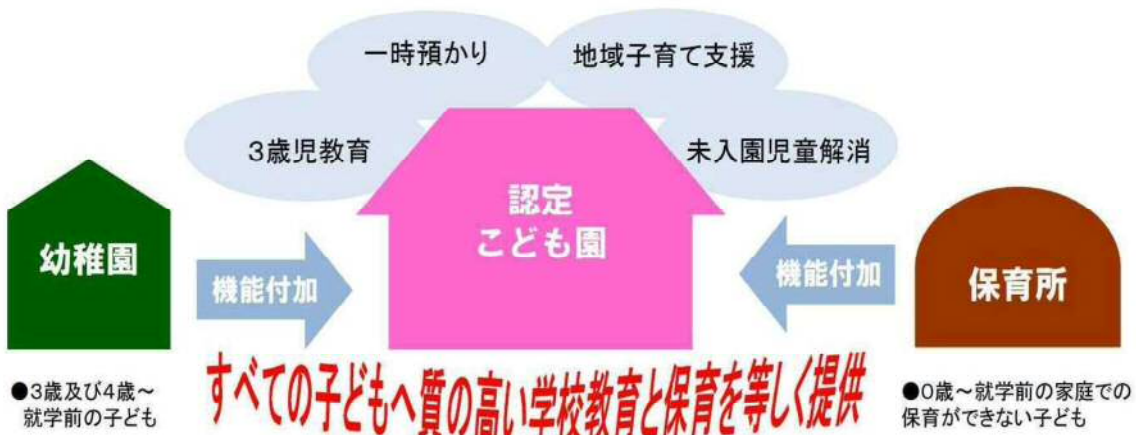 一時預かり
地域子育て支援
3歳児教育
未入園児童解消
認定
こども園
幼稚園
機能付加
機能付加
保育所
すべての子どもへ質の高い学校教育と保育を等しく提供
●3歳及び4歳～
就学前の子ども
●0歳～就学前の家庭での
保育ができない子ども